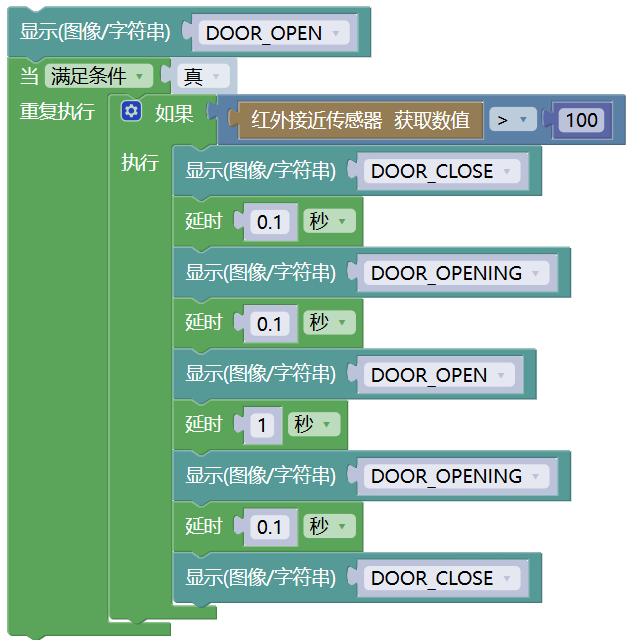 显示(图像/字符串) DOOR_OPEN
当 满足条件 真
重复执行 如果 红外接近传感器 获取数值 > 100
执行 显示(图像/字符串) DOOR_CLOSE
延时 0.1 秒
显示(图像/字符串) DOOR_OPENING
延时 0.1 秒
显示(图像/字符串) DOOR_OPEN
延时 1 秒
显示(图像/字符串) DOOR_OPENING
延时 0.1 秒
显示(图像/字符串) DOOR_CLOSE